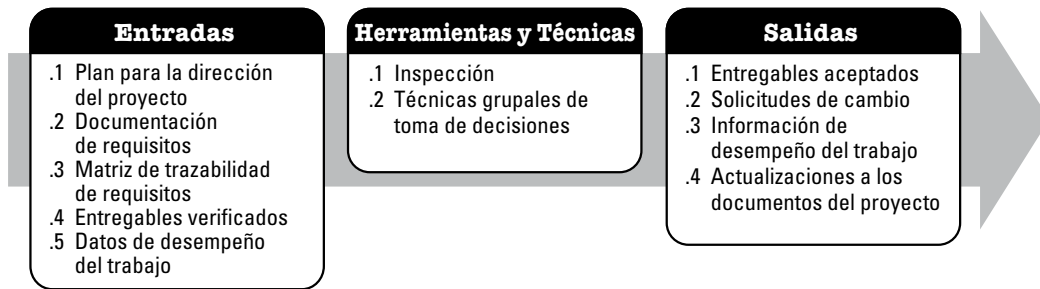 Entradas
.1 Plan para la dirección
del proyecto
.2 Documentación
de requisitos
.3 Matriz de trazabilidad
de requisitos
.4 Entregables verificados
.5 Datos de desempeño
del trabajo
Herramientas y Técnicas
.1 Inspección
.2 Técnicas grupales de
toma de decisiones
Salidas
.1 Entregables aceptados
.2 Solicitudes de cambio
.3 Información de
desempeño del trabajo
.4 Actualizaciones a los
documentos del proyecto